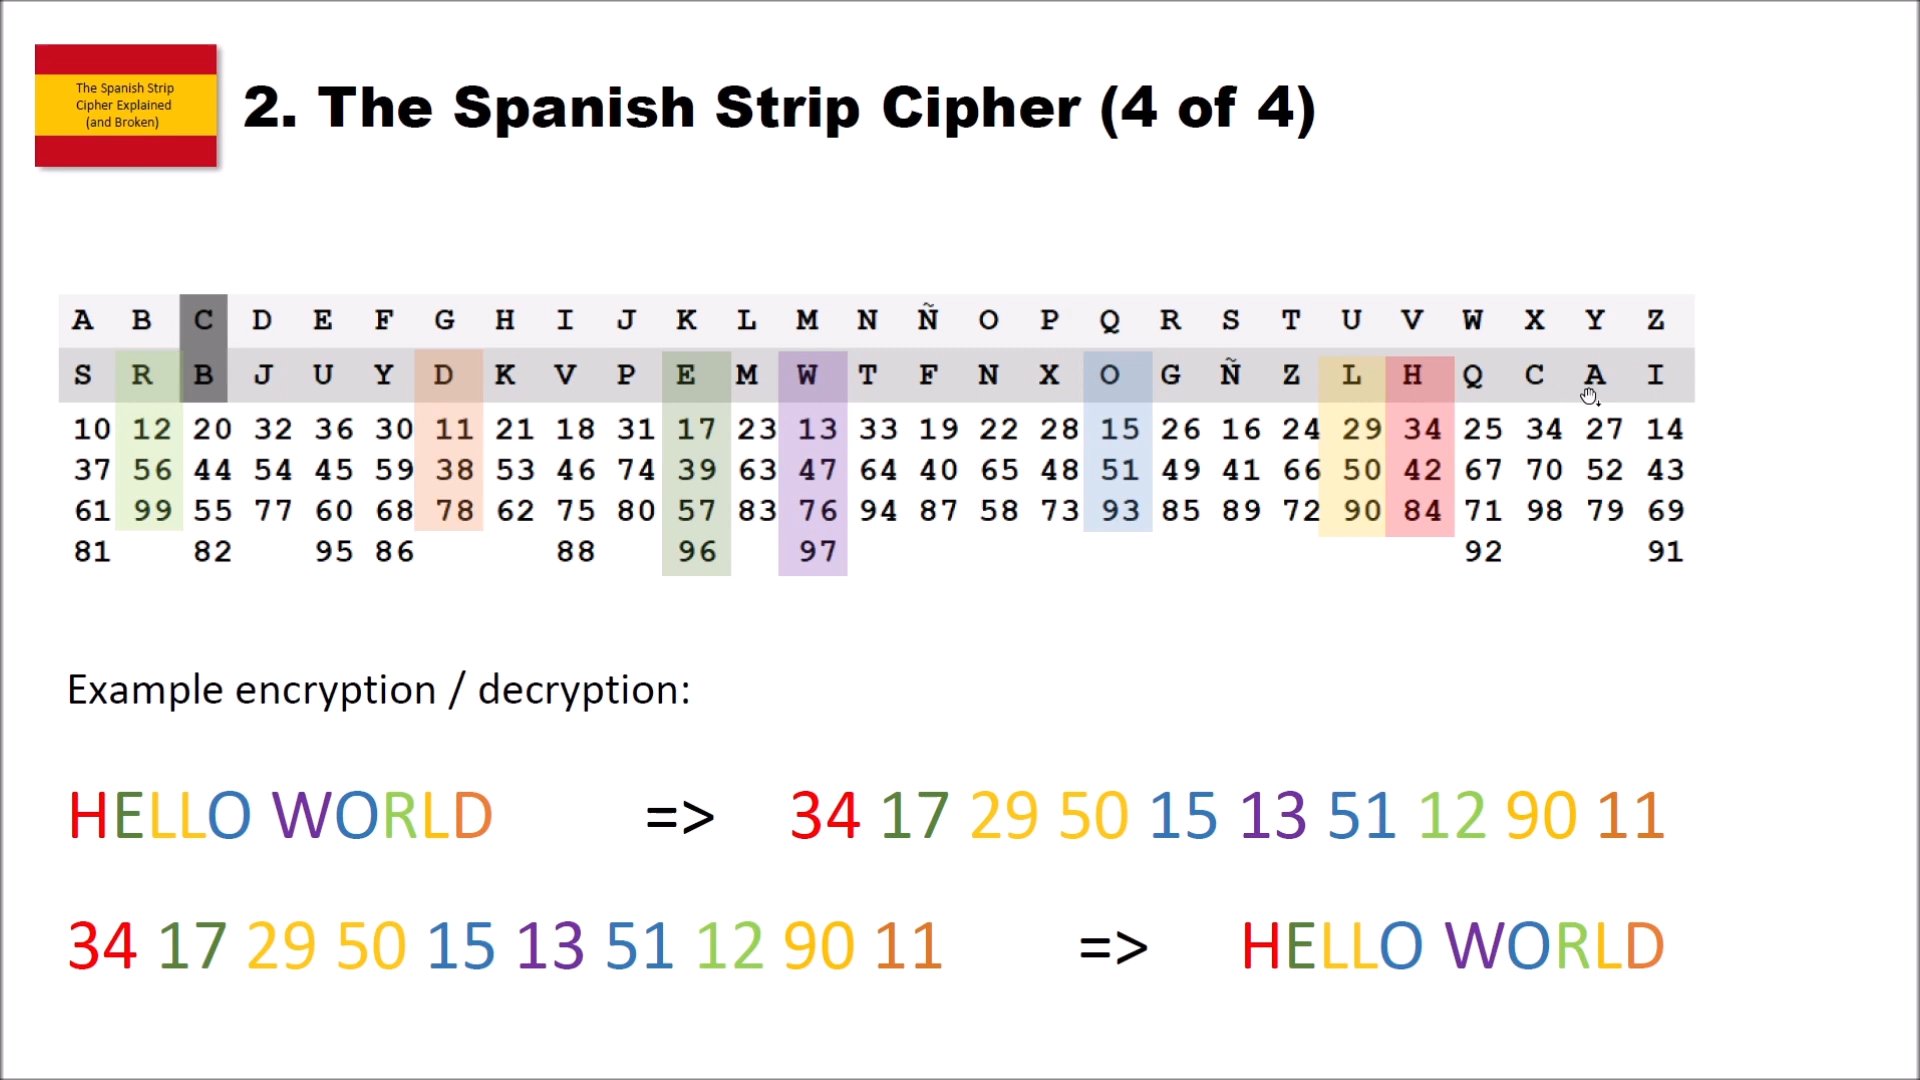 The Spanish Strip
Cipher Explained
(and Broken)
2. The Spanish Strip Cipher (4 of 4)
A B C D E F G H I J K L M N Ñ O P Q R S T U V W X Y Z
S R B J U Y D K V P E M W T F N X O G Ñ Z L H Q C A I
10 12 20 32 36 30 11 21 18 31 17 23 13 33 19 22 28 15 26 16 24 29 34 25 34 27 14
37 56 44 54 45 59 38 53 46 74 39 63 47 64 40 65 48 51 49 41 66 50 42 67 70 52 43
61 99 55 77 60 68 78 62 75 80 57 83 76 94 87 58 73 93 85 89 72 90 84 71 98 79 69
81 82 95 86 88 96 97 92 91
Example encryption / decryption:
HELLO WORLD => 34 17 29 50 15 13 51 12 90 11
34 17 29 50 15 13 51 12 90 11 => HELLO WORLD